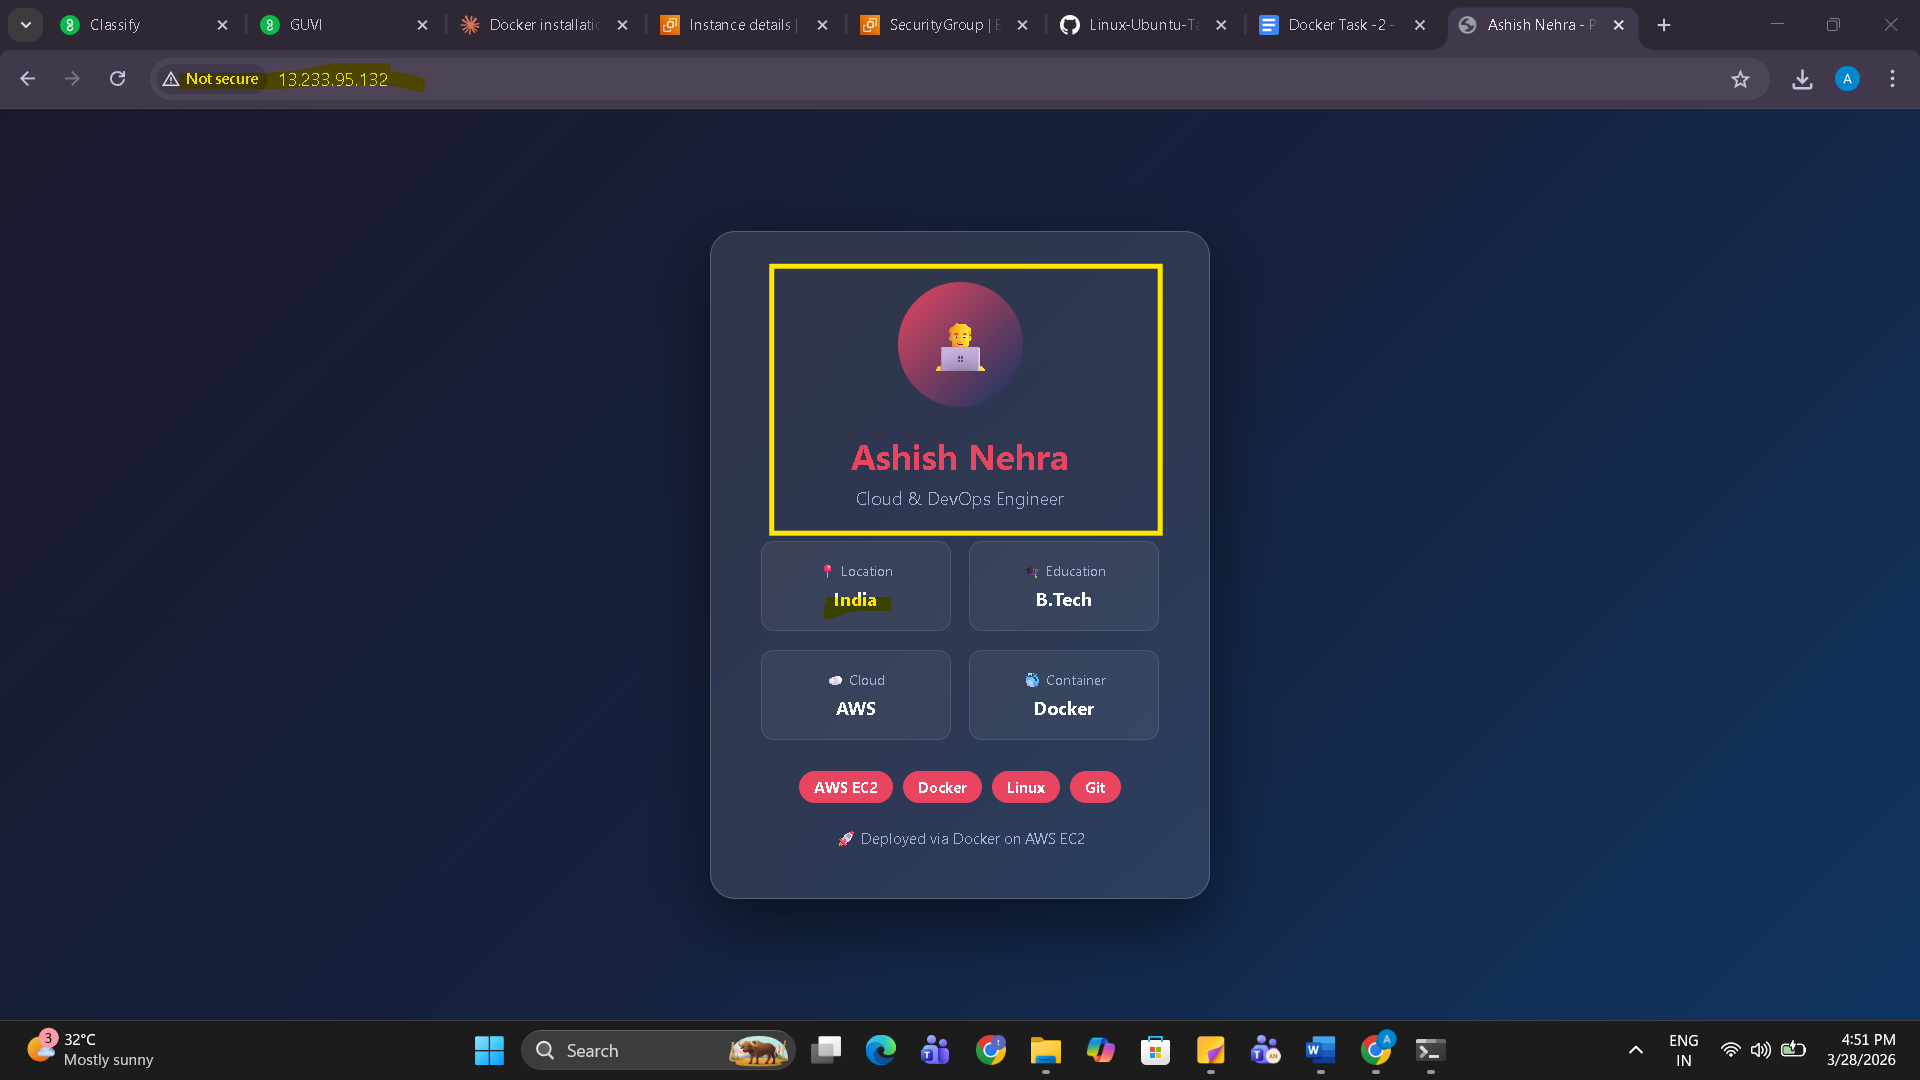 Classify
GUVI
Docker installatio
Instance details |
SecurityGroup | E
Linux-Ubuntu-Ta
Docker Task -2 -
Ashish Nehra - P
Not secure 13.233.95.132
A
Ashish Nehra
Cloud & DevOps Engineer
📍 Location
India
🎓 Education
B.Tech
☁️ Cloud
AWS
🐳 Container
Docker
AWS EC2 Docker Linux Git
🚀 Deployed via Docker on AWS EC2
3
32°C
Mostly sunny
Search
ENG
IN
4:51 PM
3/28/2026